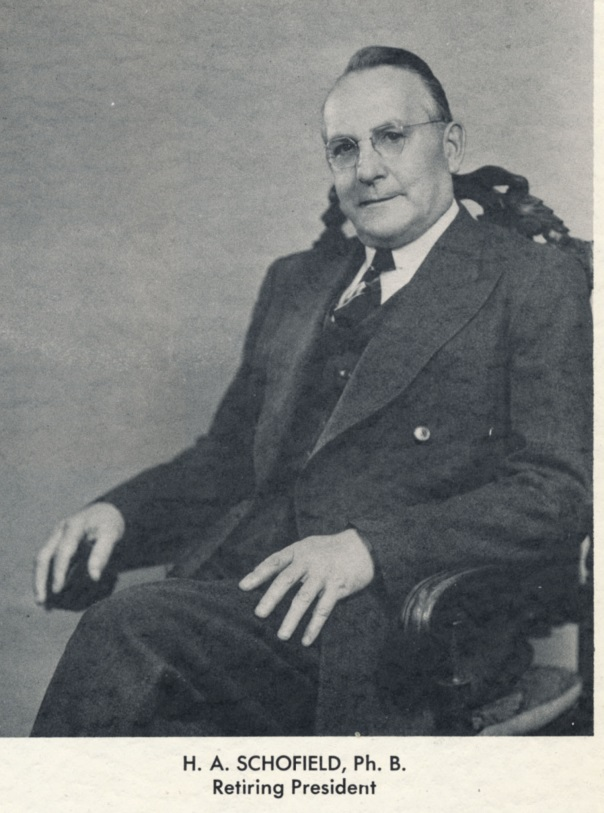 H. A. SCHOFIELD, Ph. B.
Retiring President